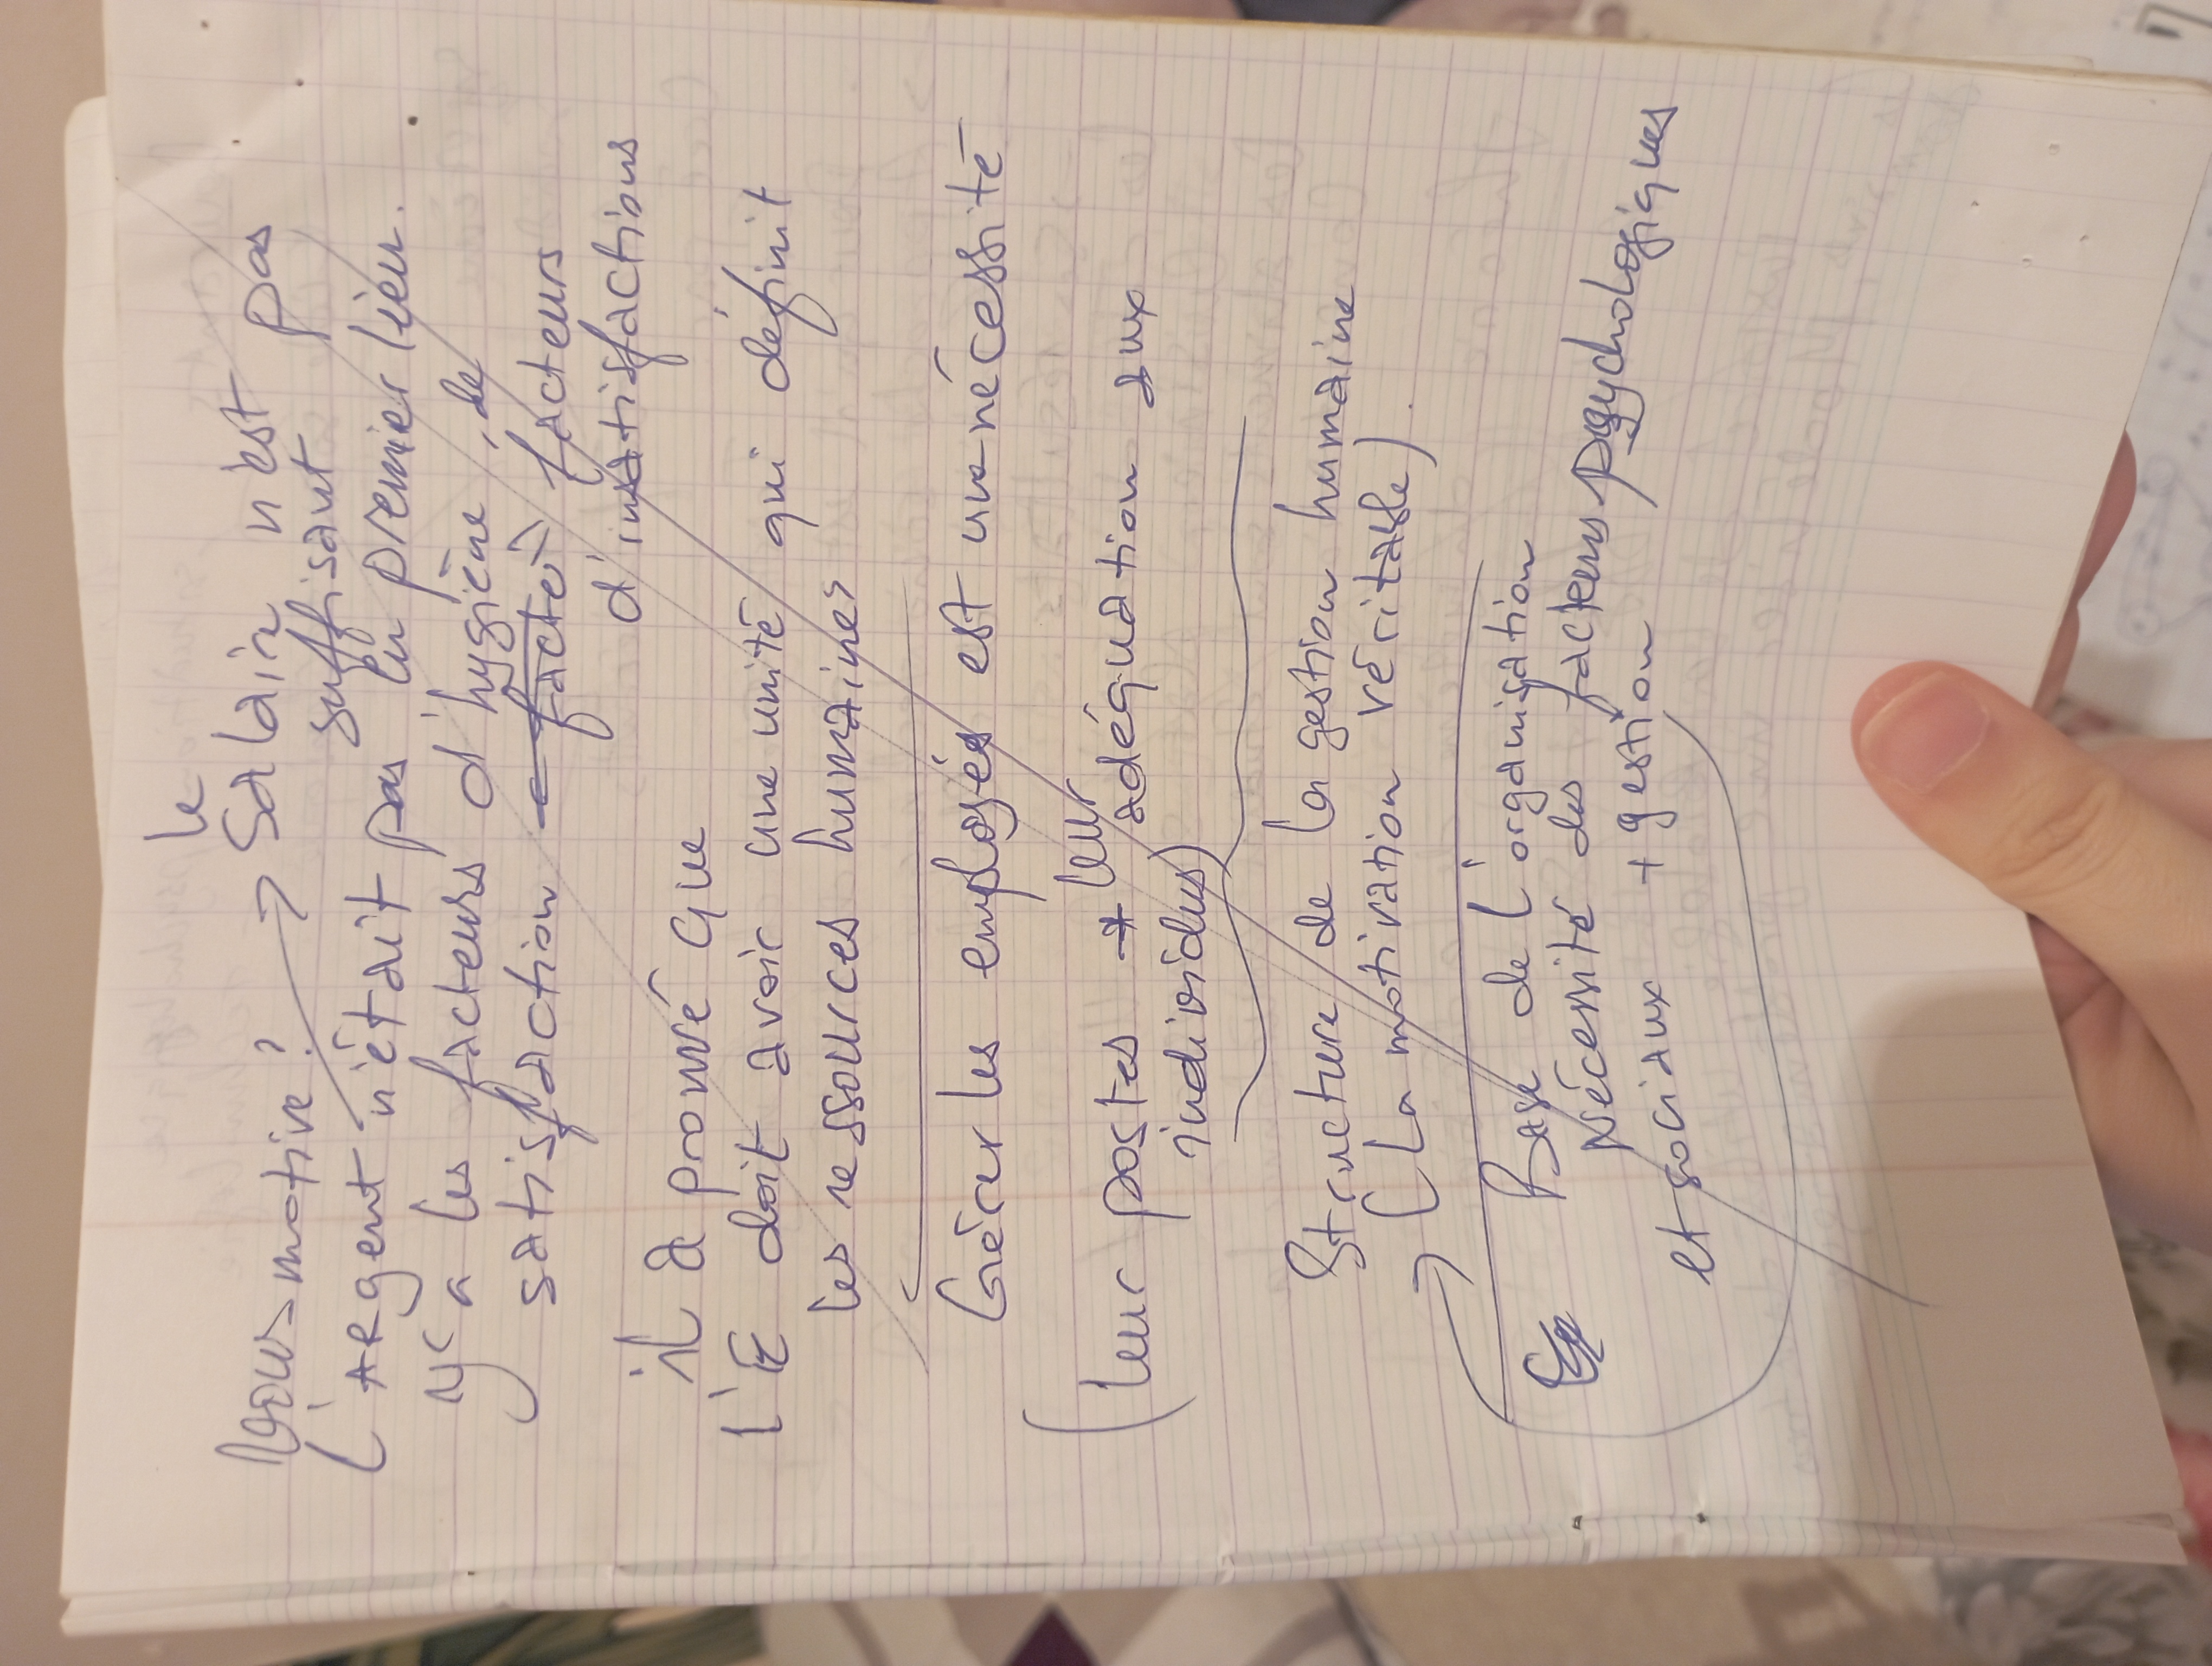 le
Vous motive ? → Salair n'est pas
suffisant
l'Argent n'était pas en premier lieu.
y'a les facteurs d'hygiène, de
satisfaction facte facteurs
d'insatisfactions
il a prouvé que
l'E doit avoir une unité qui définit
les ressources humaines
Gérer les employés est une nécessité
(leur postes + leur adéquation aux
individus)
Structure de la gestion humaine
(La motivation véritable).
Base de l'organisation
Nécessité des facteurs psychologiques
et sociaux + gestion